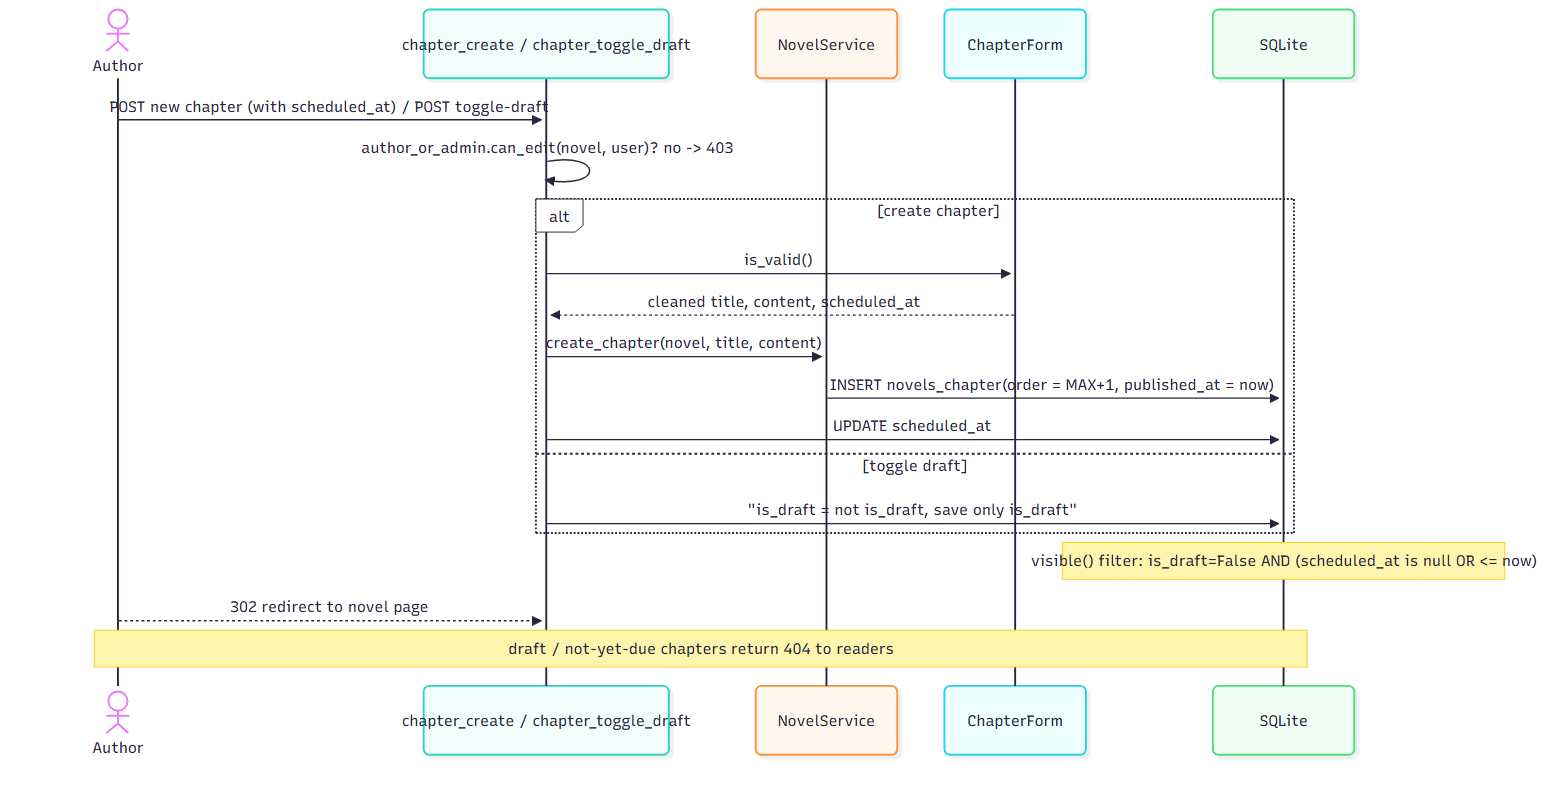 Author
chapter_create / chapter_toggle_draft
NovelService
ChapterForm
SQLite
POST new chapter (with scheduled_at) / POST toggle-draft
author_or_admin.can_edit(novel, user)? no -> 403
alt
[create chapter]
is_valid()
cleaned title, content, scheduled_at
create_chapter(novel, title, content)
INSERT novels_chapter(order = MAX+1, published_at = now)
UPDATE scheduled_at
[toggle draft]
"is_draft = not is_draft, save only is_draft"
visible() filter: is_draft=False AND (scheduled_at is null OR <= now)
302 redirect to novel page
draft / not-yet-due chapters return 404 to readers
Author
chapter_create / chapter_toggle_draft
NovelService
ChapterForm
SQLite